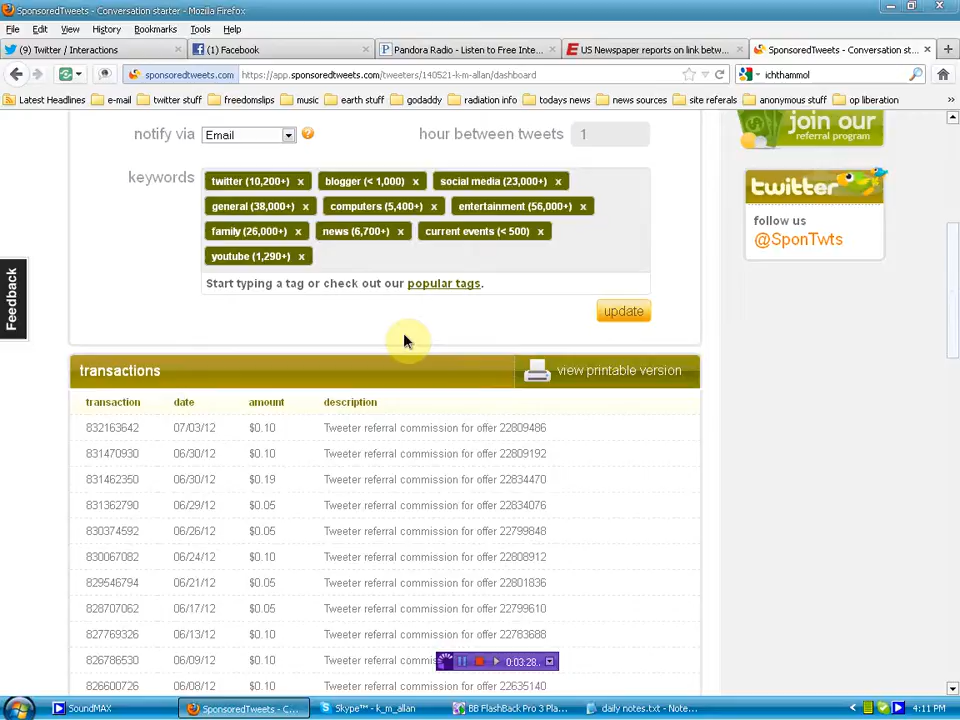 SponsoredTweets - Conversation starter - Mozilla Firefox
File Edit View History Bookmarks Tools Help
(9) Twitter / Interactions × (1) Facebook × Pandora Radio - Listen to Free Inte... × US Newspaper reports on link betw... × SponsoredTweets - Conversation st... ×
sponsoredtweets.com https://app.sponsoredtweets.com/tweeters/140521-k-m-allan/dashboard ichthammol
Latest Headlines e-mail twitter stuff freedomslips music earth stuff godaddy radiation info todays news news sources site referals anonymous stuff op liberation »
join our
referral program
notify via Email hour between tweets 1
keywords
twitter (10,200+) x blogger (< 1,000) x social media (23,000+) x
general (38,000+) x computers (5,400+) x entertainment (56,000+) x
family (26,000+) x news (6,700+) x current events (< 500) x
youtube (1,290+) x
Start typing a tag or check out our popular tags.
update
twitter
follow us
@SponTwts
Feedback
transactions view printable version
transaction date amount description
832163642 07/03/12 $0.10 Tweeter referral commission for offer 22809486
831470930 06/30/12 $0.10 Tweeter referral commission for offer 22809192
831462350 06/30/12 $0.19 Tweeter referral commission for offer 22834470
831362790 06/29/12 $0.05 Tweeter referral commission for offer 22834076
830374592 06/26/12 $0.05 Tweeter referral commission for offer 22799848
830067082 06/24/12 $0.10 Tweeter referral commission for offer 22808912
829546794 06/21/12 $0.05 Tweeter referral commission for offer 22801836
828707062 06/17/12 $0.05 Tweeter referral commission for offer 22799610
827769326 06/13/12 $0.10 Tweeter referral commission for offer 22783688
826786530 06/09/12 $0.10 Tweeter referral commis
0:03:28..
826600726 06/08/12 $0.10 Tweeter referral commission for offer 22635140
SoundMAX SponsoredTweets - C... Skype™ - k_m_allan BB FlashBack Pro 3 Pla... daily notes.txt - Note... 4:11 PM